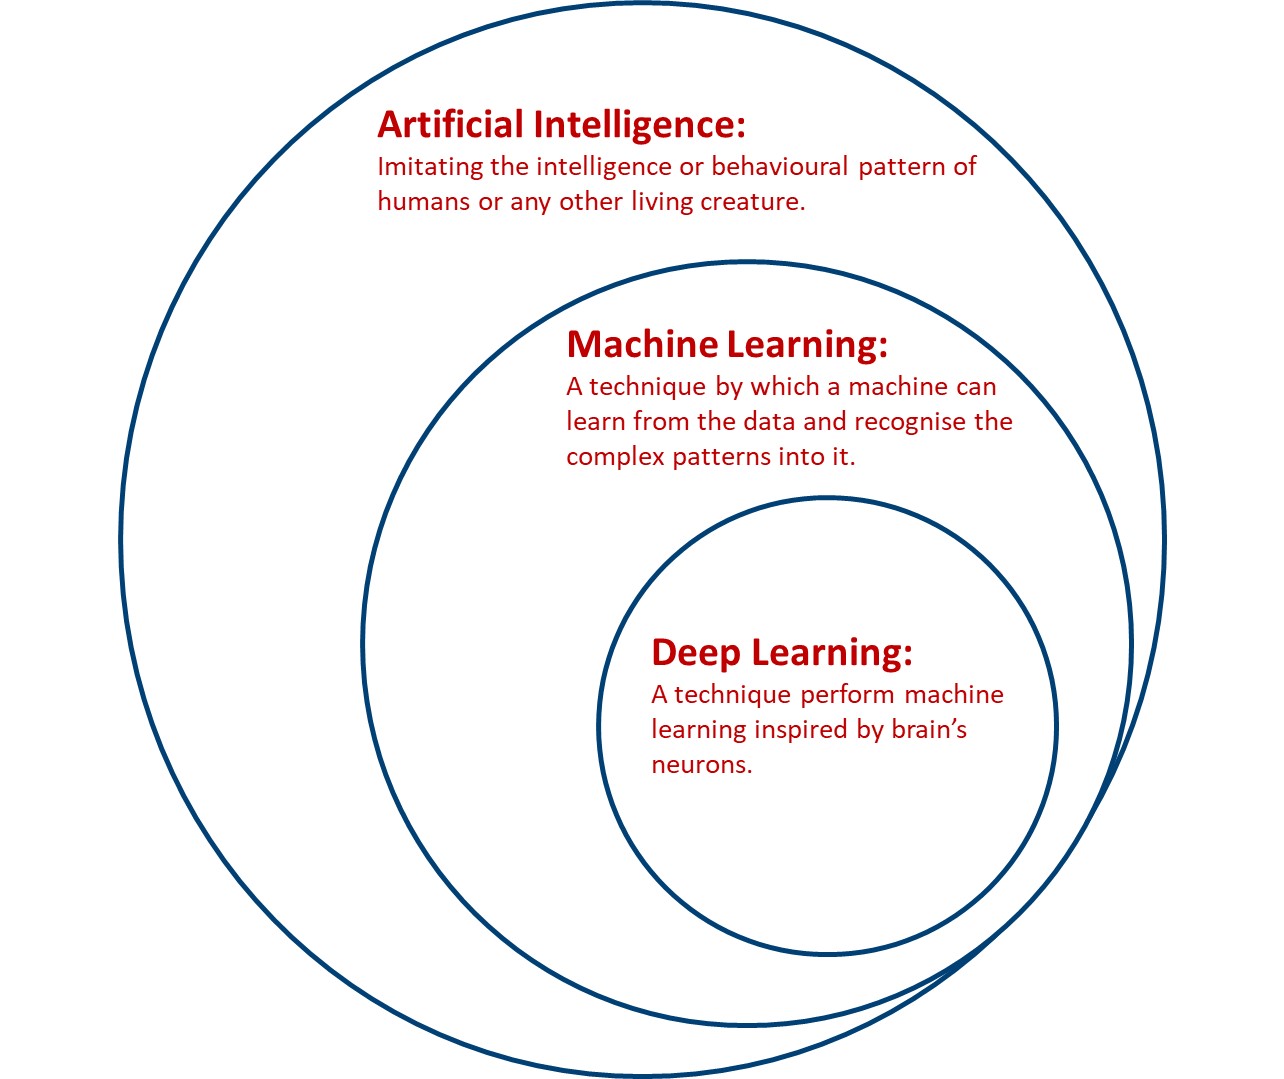 Artificial Intelligence:
Imitating the intelligence or behavioural pattern of
humans or any other living creature.
Machine Learning:
A technique by which a machine can
learn from the data and recognise the
complex patterns into it.
Deep Learning:
A technique perform machine
learning inspired by brain’s
neurons.